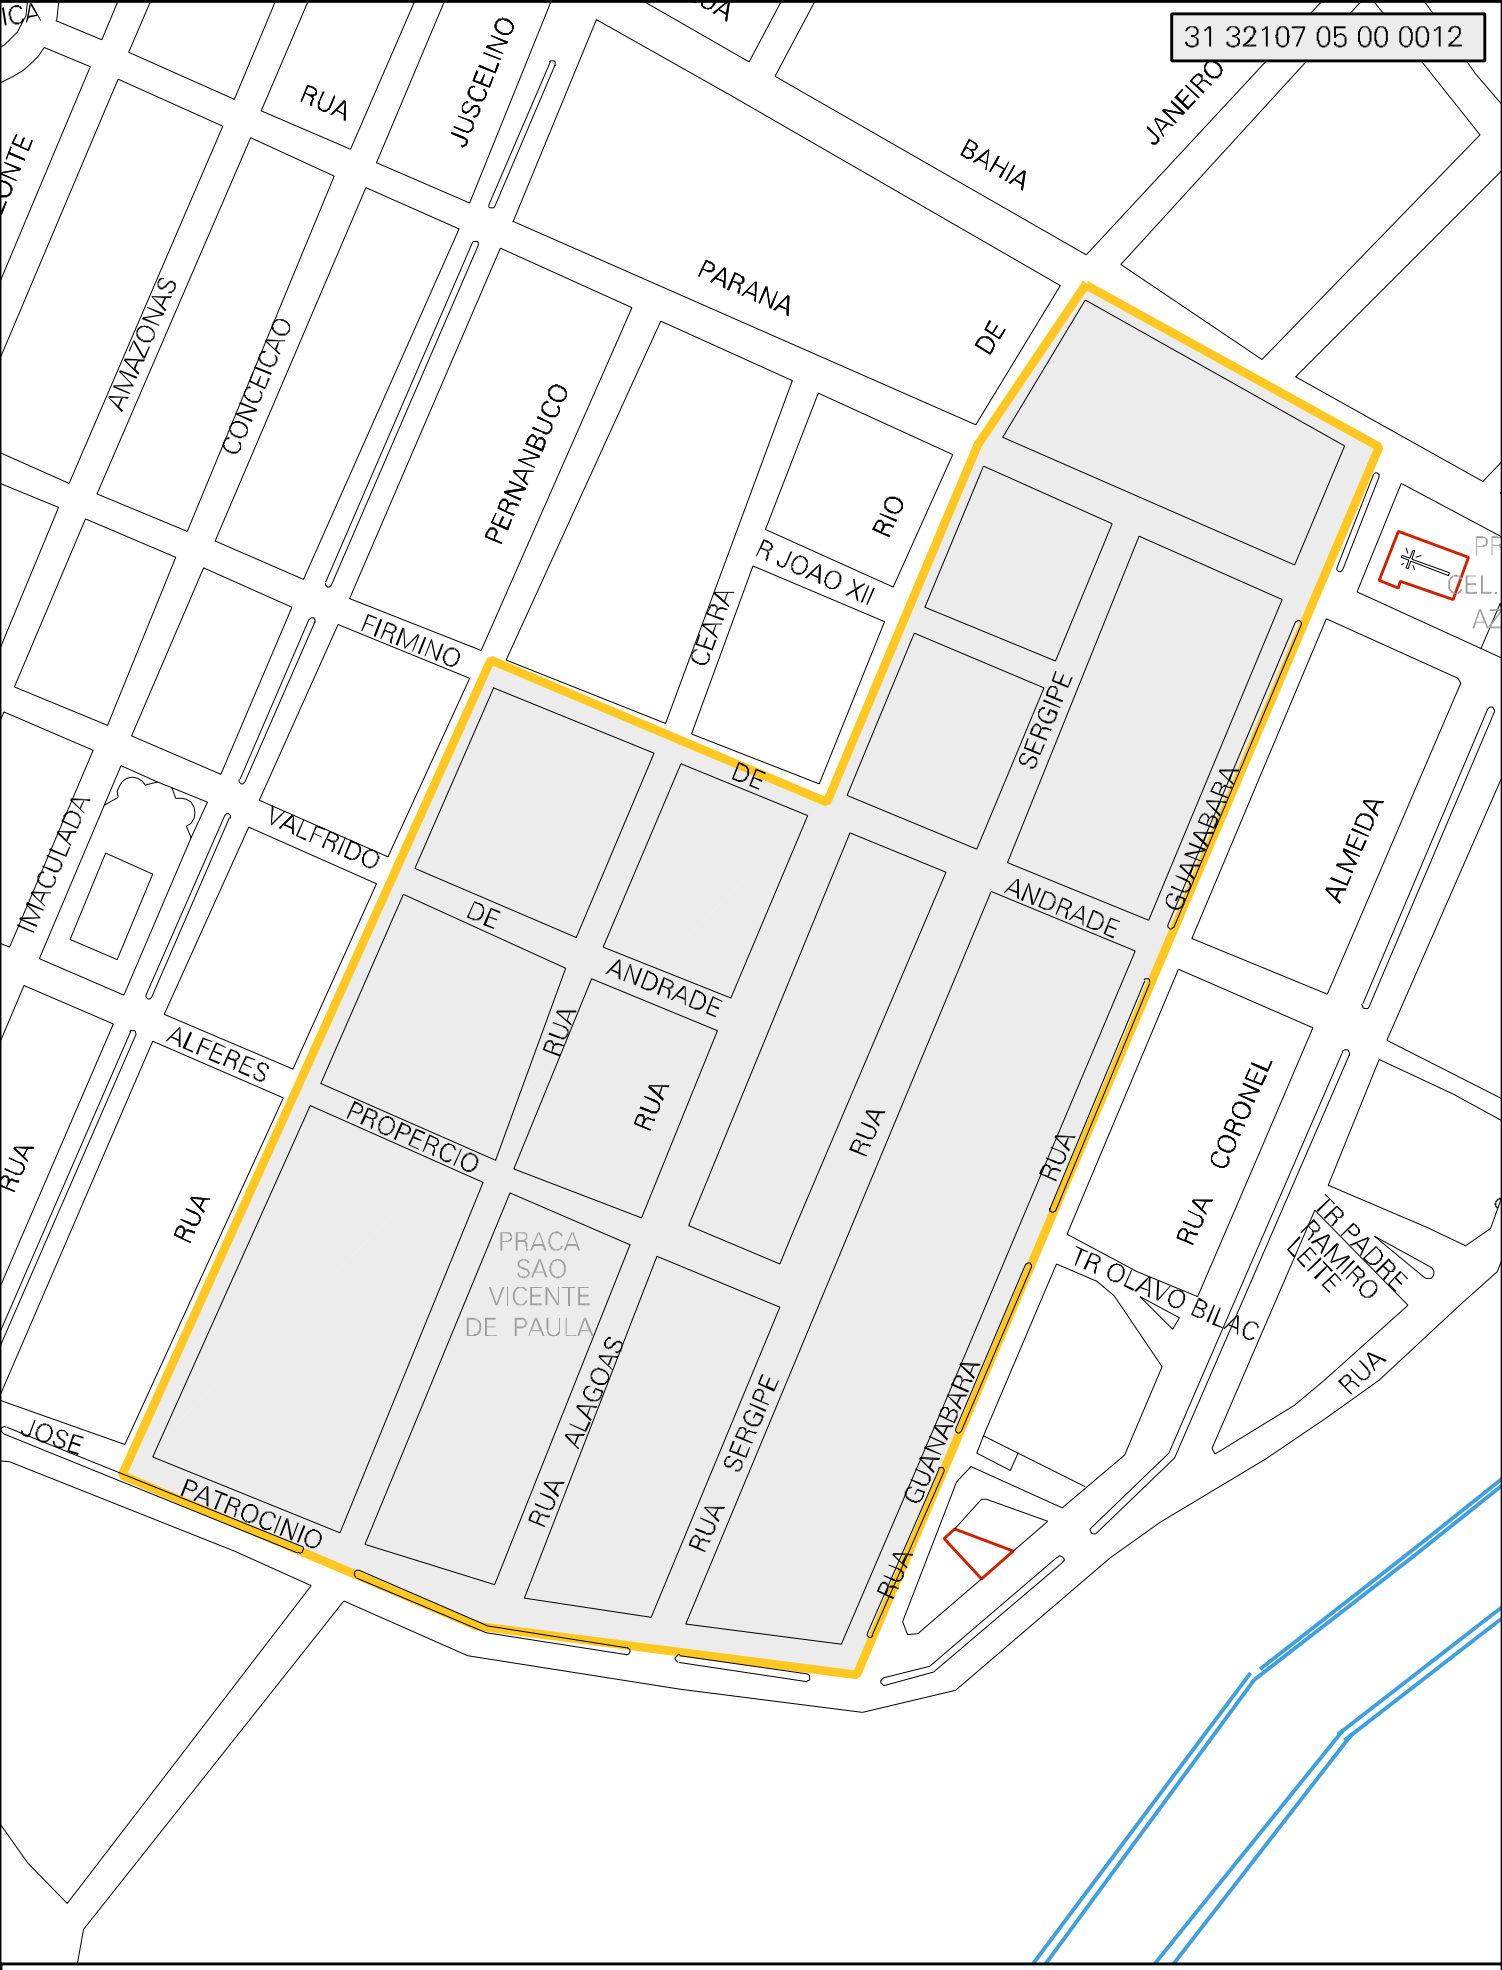 31 32107 05 00 0012
RUA
JUSCELINO
JANEIRO
BAHIA
PARANA
DE
AMAZONAS
CONCEICAO
PERNANBUCO
RIO
R JOAO XII
CEARA
FIRMINO
SERGIPE
DE
GUANABARA
VALFRIDO
IMACULADA
ALMEIDA
ANDRADE
DE
ANDRADE
RUA
ALFERES
PROPERCIO
RUA
RUA
RUA
RUA CORONEL
RUA
RUA
PRACA
SAO
VICENTE
DE PAULA
TR OLAVO BILAC
TR PADRE
RAMIRO
LEITE
RUA
RUA ALAGOAS
RUA SERGIPE
RUA GUANABARA
JOSE
PATROCINIO
CEL.